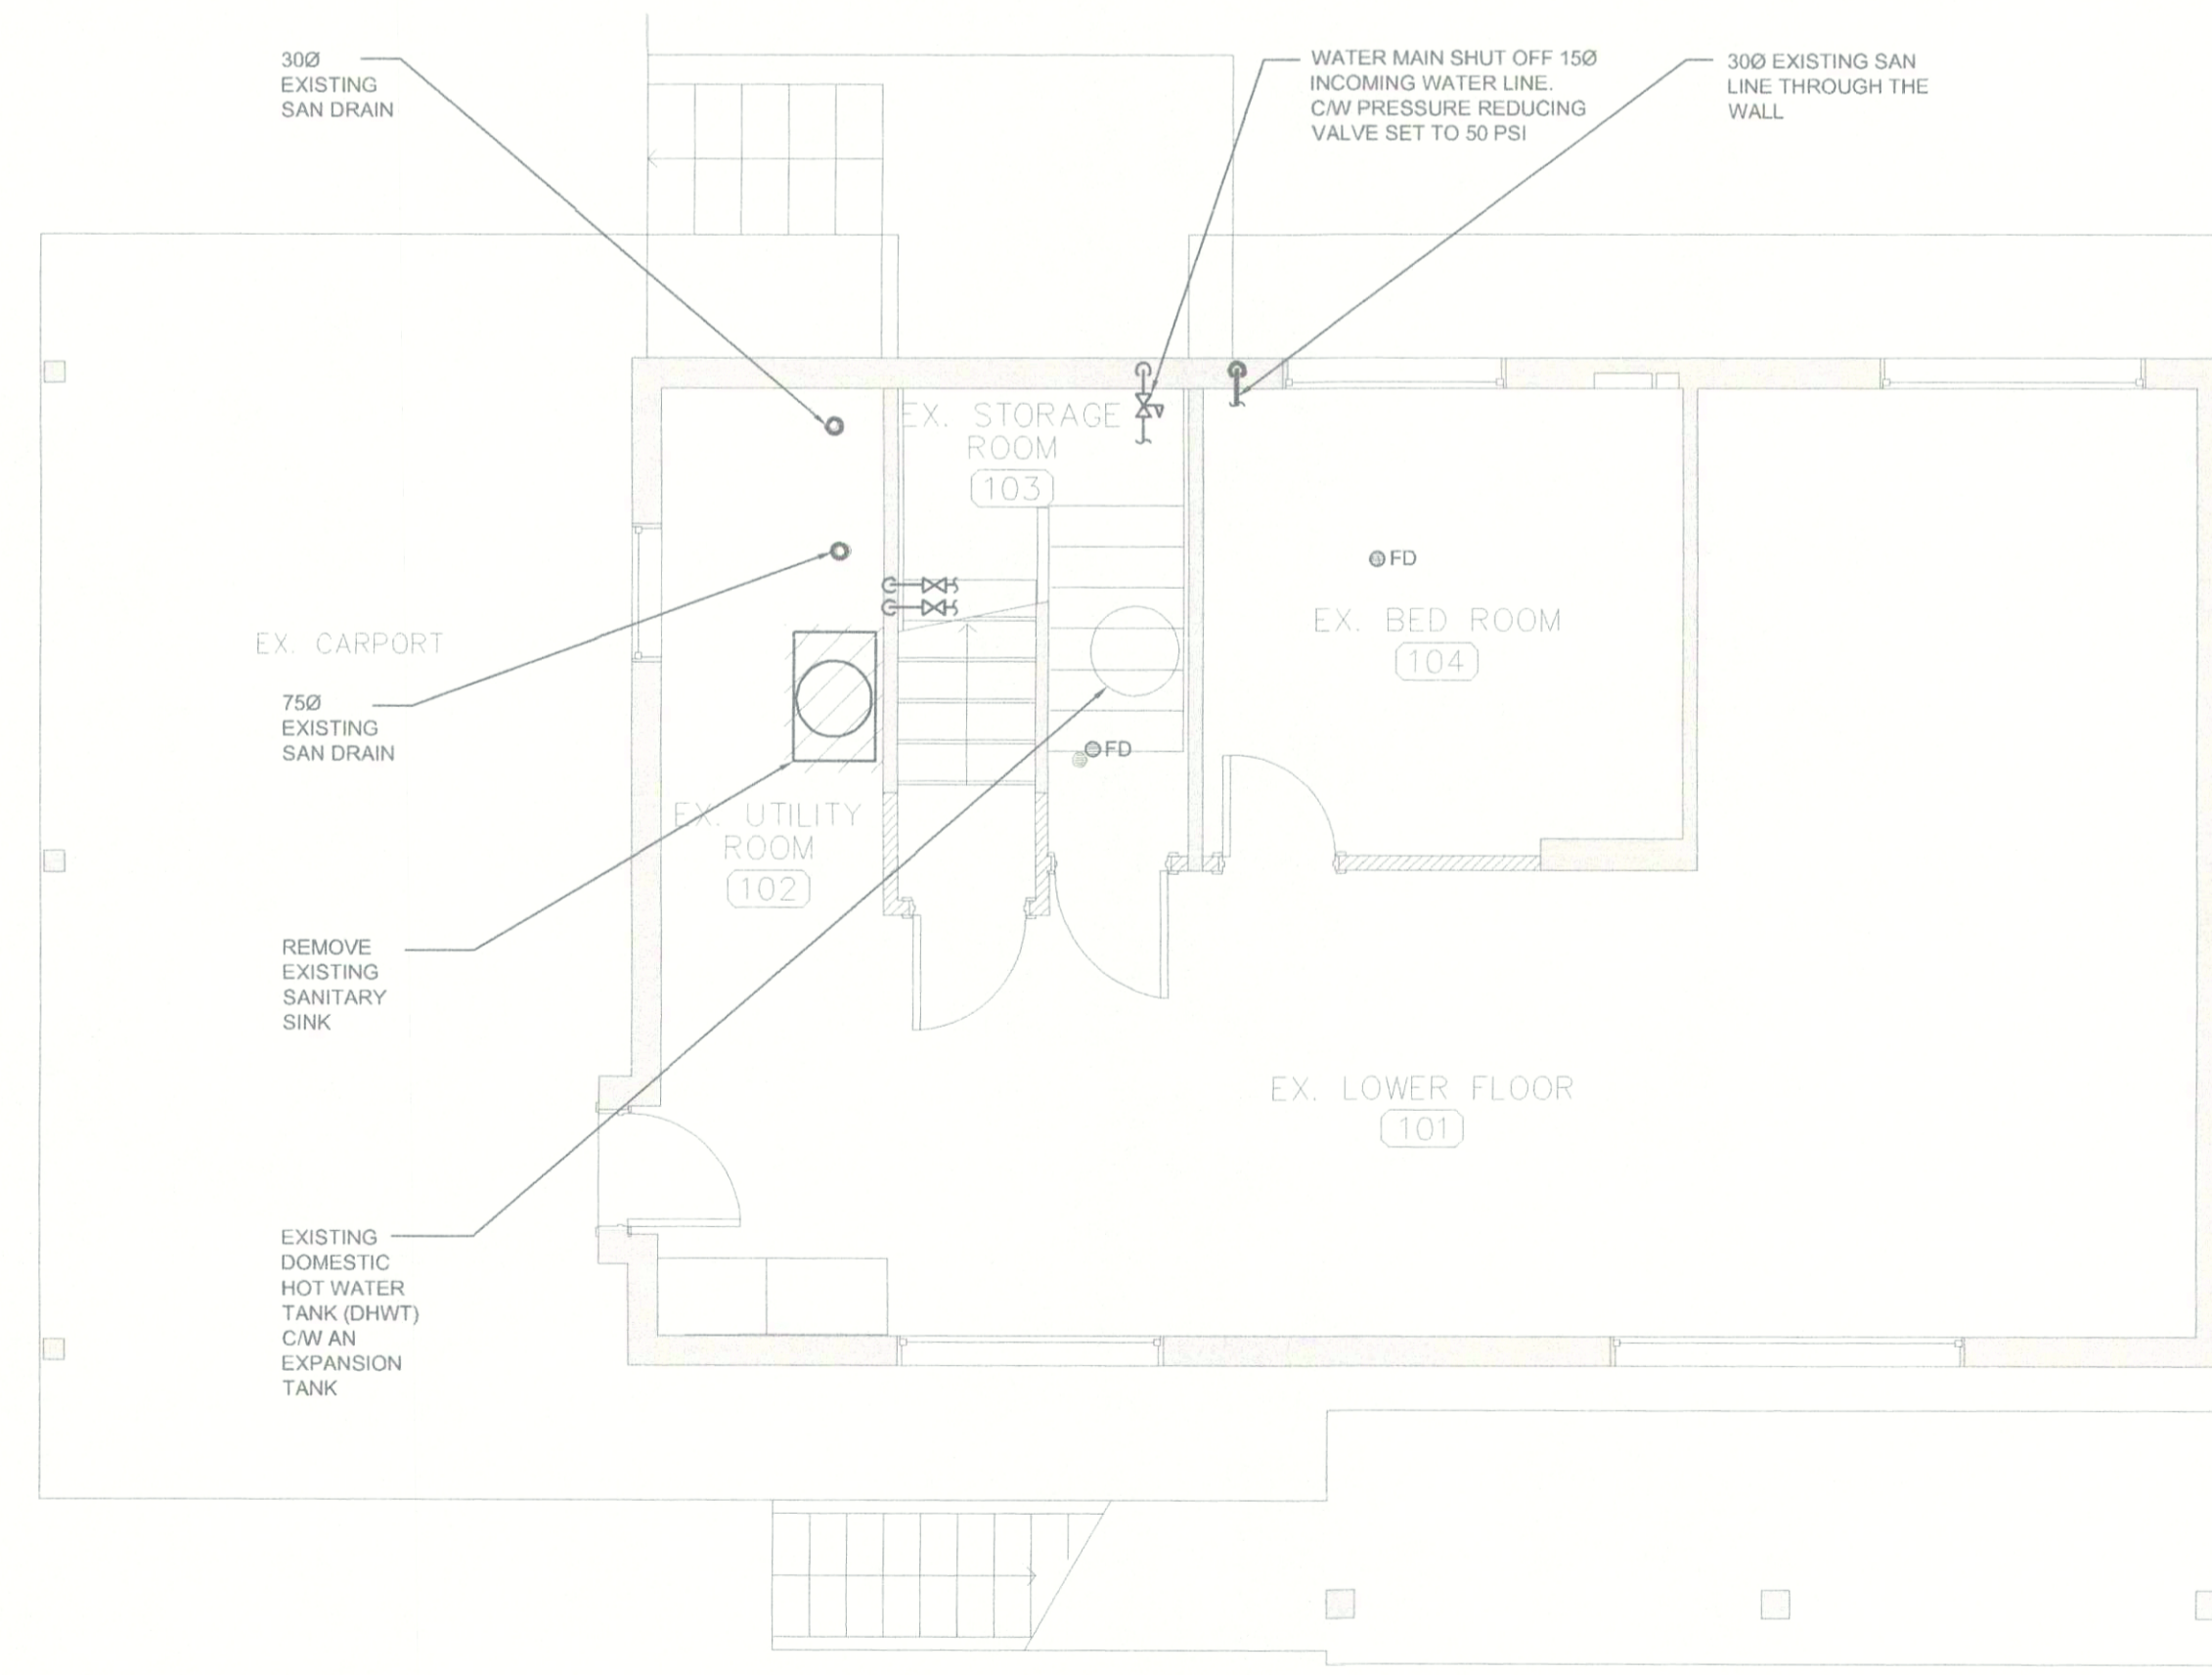 30Ø
EXISTING
SAN DRAIN
WATER MAIN SHUT OFF 15Ø
INCOMING WATER LINE.
C/W PRESSURE REDUCING
VALVE SET TO 50 PSI
30Ø EXISTING SAN
LINE THROUGH THE
WALL
EX. STORAGE
ROOM
103
FD
EX. BED ROOM
104
EX. CARPORT
75Ø
EXISTING
SAN DRAIN
FD
EX. UTILITY
ROOM
102
REMOVE
EXISTING
SANITARY
SINK
EX. LOWER FLOOR
101
EXISTING
DOMESTIC
HOT WATER
TANK (DHWT)
C/W AN
EXPANSION
TANK